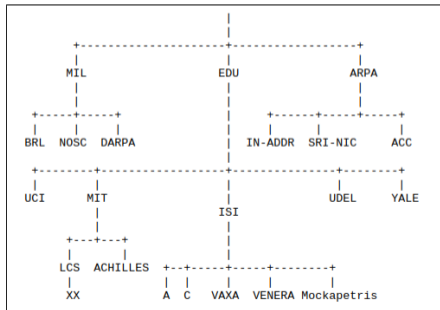 MIL EDU ARPA
BRL NOSC DARPA IN-ADDR SRI-NIC ACC
UCI MIT UDEL YALE
ISI
LCS ACHILLES
XX A C VAXA VENERA Mockapetris